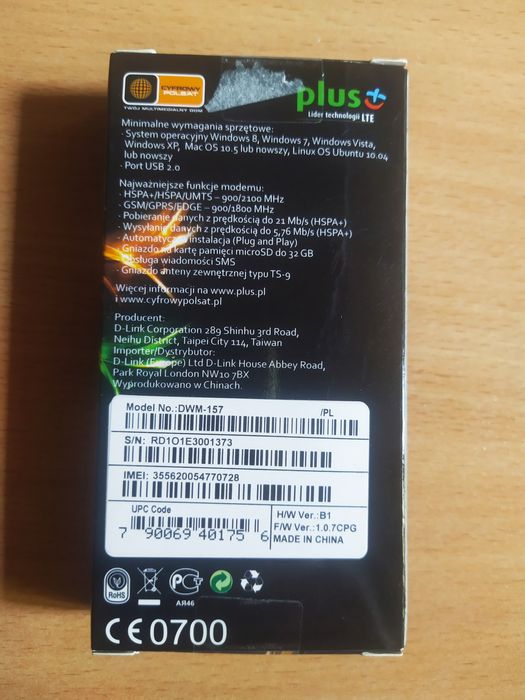 CYFROWY
POLSAT
TWÓJ MULTIMEDIALNY DOM
plus
Lider technologii LTE
Minimalne wymagania sprzętowe:
· System operacyjny Windows 8, Windows 7, Windows Vista,
Windows XP, Mac OS 10.5 lub nowszy, Linux OS Ubuntu 10.04
lub nowszy
· Port USB 2.0
Najważniejsze funkcje modemu:
· HSPA+/HSPA/UMTS – 900/2100 MHz
· GSM/GPRS/EDGE – 900/1800 MHz
· Pobieranie danych z prędkością do 21 Mb/s (HSPA+)
· Wysyłanie danych z prędkością do 5,76 Mb/s (HSPA+)
· Automatyczna instalacja (Plug and Play)
· Gniazdo na kartę pamięci microSD do 32 GB
· Obsługa wiadomości SMS
· Gniazdo anteny zewnętrznej typu TS-9
Więcej informacji na www.plus.pl
i www.cyfrowypolsat.pl
Producent:
D-Link Corporation 289 Shinhu 3rd Road,
Neihu District, Taipei City 114, Taiwan
Importer/Dystrybutor:
D-Link (Europe) Ltd D-Link House Abbey Road,
Park Royal London NW10 7BX
Wyprodukowano w Chinach.
Model No.:DWM-157 /PL
S/N: RD1O1E3001373
IMEI: 355620054770728
UPC Code
7 90069 40175 6
H/W Ver.:B1
F/W Ver.:1.0.7CPG
MADE IN CHINA
RoHS
АЯ46
CE0700